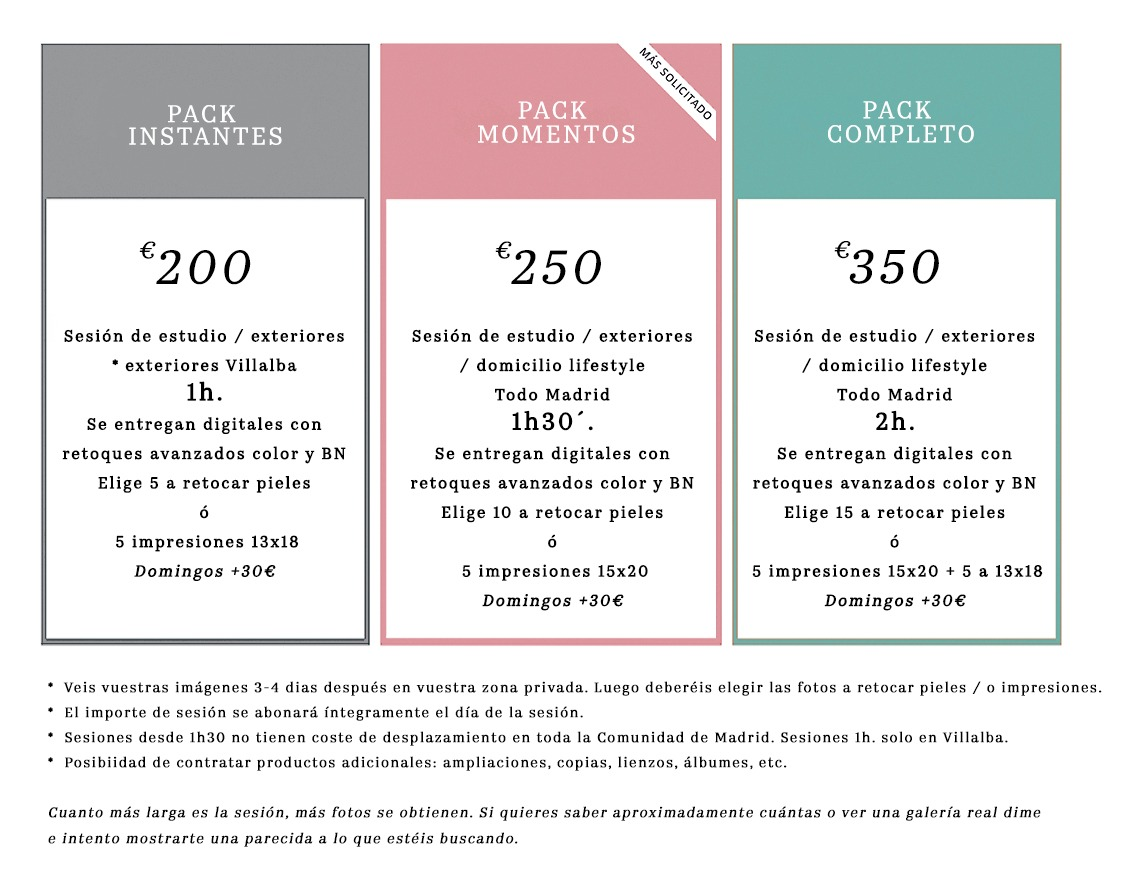 PACK
INSTANTES
€200
Sesión de estudio / exteriores
* exteriores Villalba
1h.
Se entregan digitales con
retoques avanzados color y BN
Elige 5 a retocar pieles
ó
5 impresiones 13x18
Domingos +30€
MÁS SOLICITADO
PACK
MOMENTOS
€250
Sesión de estudio / exteriores
/ domicilio lifestyle
Todo Madrid
1h30´.
Se entregan digitales con
retoques avanzados color y BN
Elige 10 a retocar pieles
ó
5 impresiones 15x20
Domingos +30€
PACK
COMPLETO
€350
Sesión de estudio / exteriores
/ domicilio lifestyle
Todo Madrid
2h.
Se entregan digitales con
retoques avanzados color y BN
Elige 15 a retocar pieles
ó
5 impresiones 15x20 + 5 a 13x18
Domingos +30€
* Veis vuestras imágenes 3-4 dias después en vuestra zona privada. Luego deberéis elegir las fotos a retocar pieles / o impresiones.
* El importe de sesión se abonará íntegramente el día de la sesión.
* Sesiones desde 1h30 no tienen coste de desplazamiento en toda la Comunidad de Madrid. Sesiones 1h. solo en Villalba.
* Posibiidad de contratar productos adicionales: ampliaciones, copias, lienzos, álbumes, etc.
Cuanto más larga es la sesión, más fotos se obtienen. Si quieres saber aproximadamente cuántas o ver una galería real dime
e intento mostrarte una parecida a lo que estéis buscando.